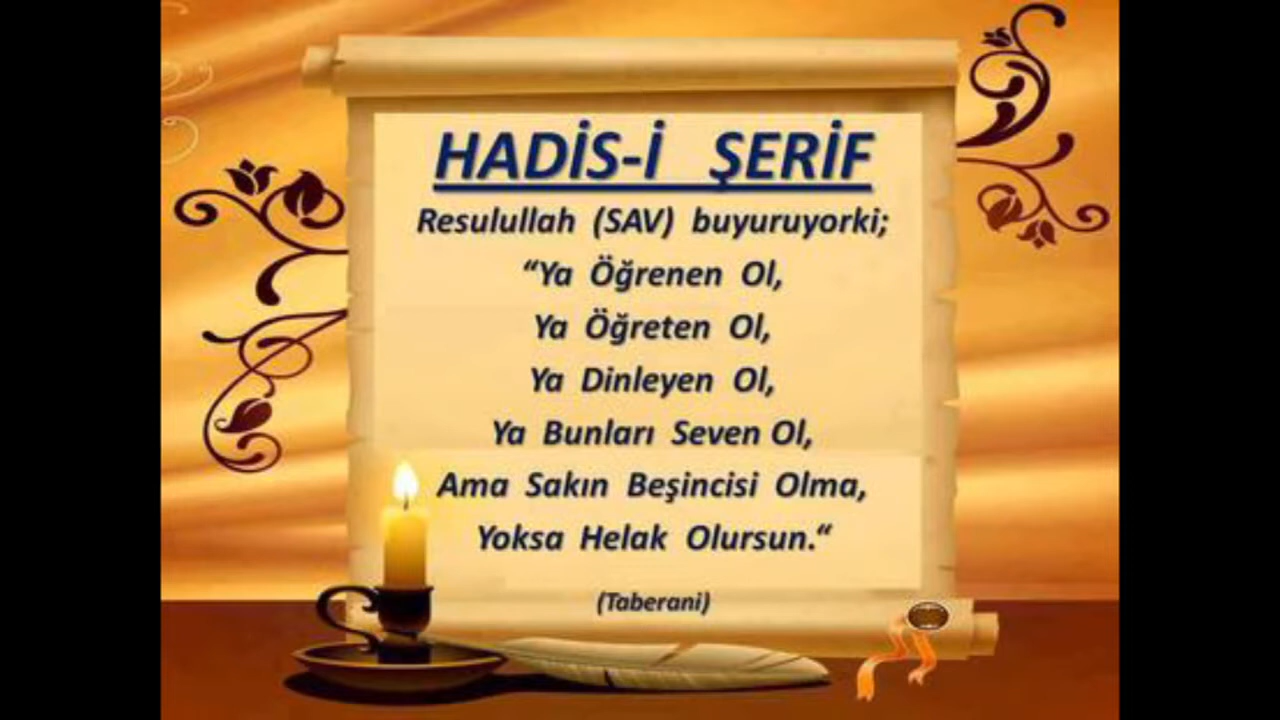 HADİS-İ ŞERİF
Resulullah (SAV) buyuruyorki;
“Ya Öğrenen Ol,
Ya Öğreten Ol,
Ya Dinleyen Ol,
Ya Bunları Seven Ol,
Ama Sakın Beşincisi Olma,
Yoksa Helak Olursun.“
(Taberani)